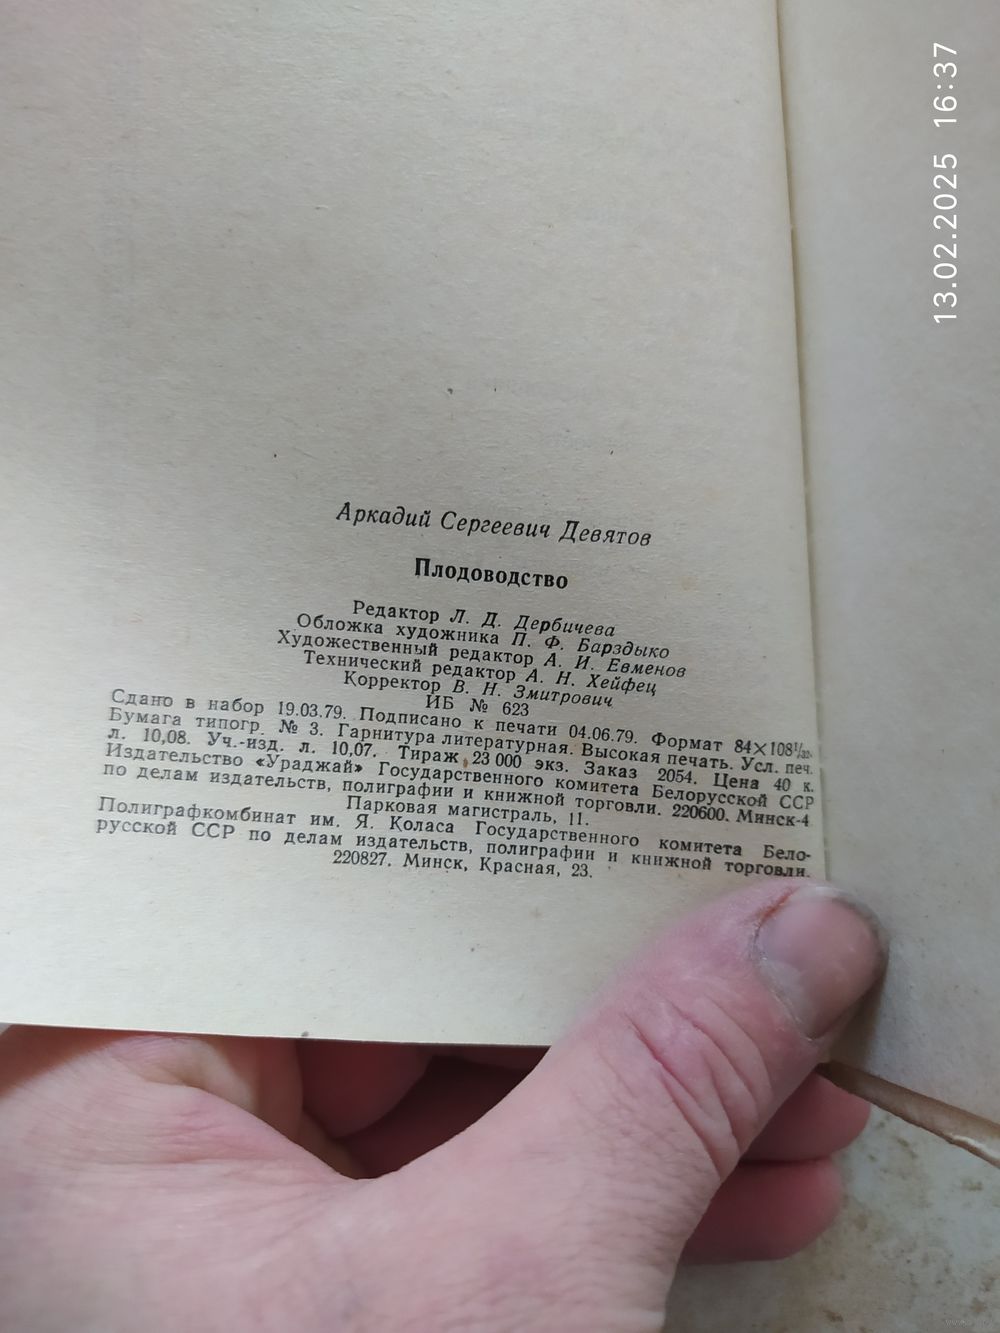 13.02.2025 16:37
Аркадий Сергеевич Девятов
Плодоводство
Редактор Л. Д. Дербичева
Обложка художника П. Ф. Барздыко
Художественный редактор А. И. Евменов
Технический редактор А. Н. Хейфец
Корректор В. Н. Змитрович
ИБ № 623
Сдано в набор 19.03.79. Подписано к печати 04.06.79. Формат 84×108¹/₃₂.
Бумага типогр. № 3. Гарнитура литературная. Высокая печать. Усл. печ.
л. 10,08. Уч.-изд. л. 10,07. Тираж 23 000 экз. Заказ 2054. Цена 40 к.
Издательство «Ураджай» Государственного комитета Белорусской ССР
по делам издательств, полиграфии и книжной торговли. 220600. Минск-4
Парковая магистраль, 11.
Полиграфкомбинат им. Я. Коласа Государственного комитета Бело-
русской ССР по делам издательств, полиграфии и книжной торговли.
220827. Минск, Красная, 23.